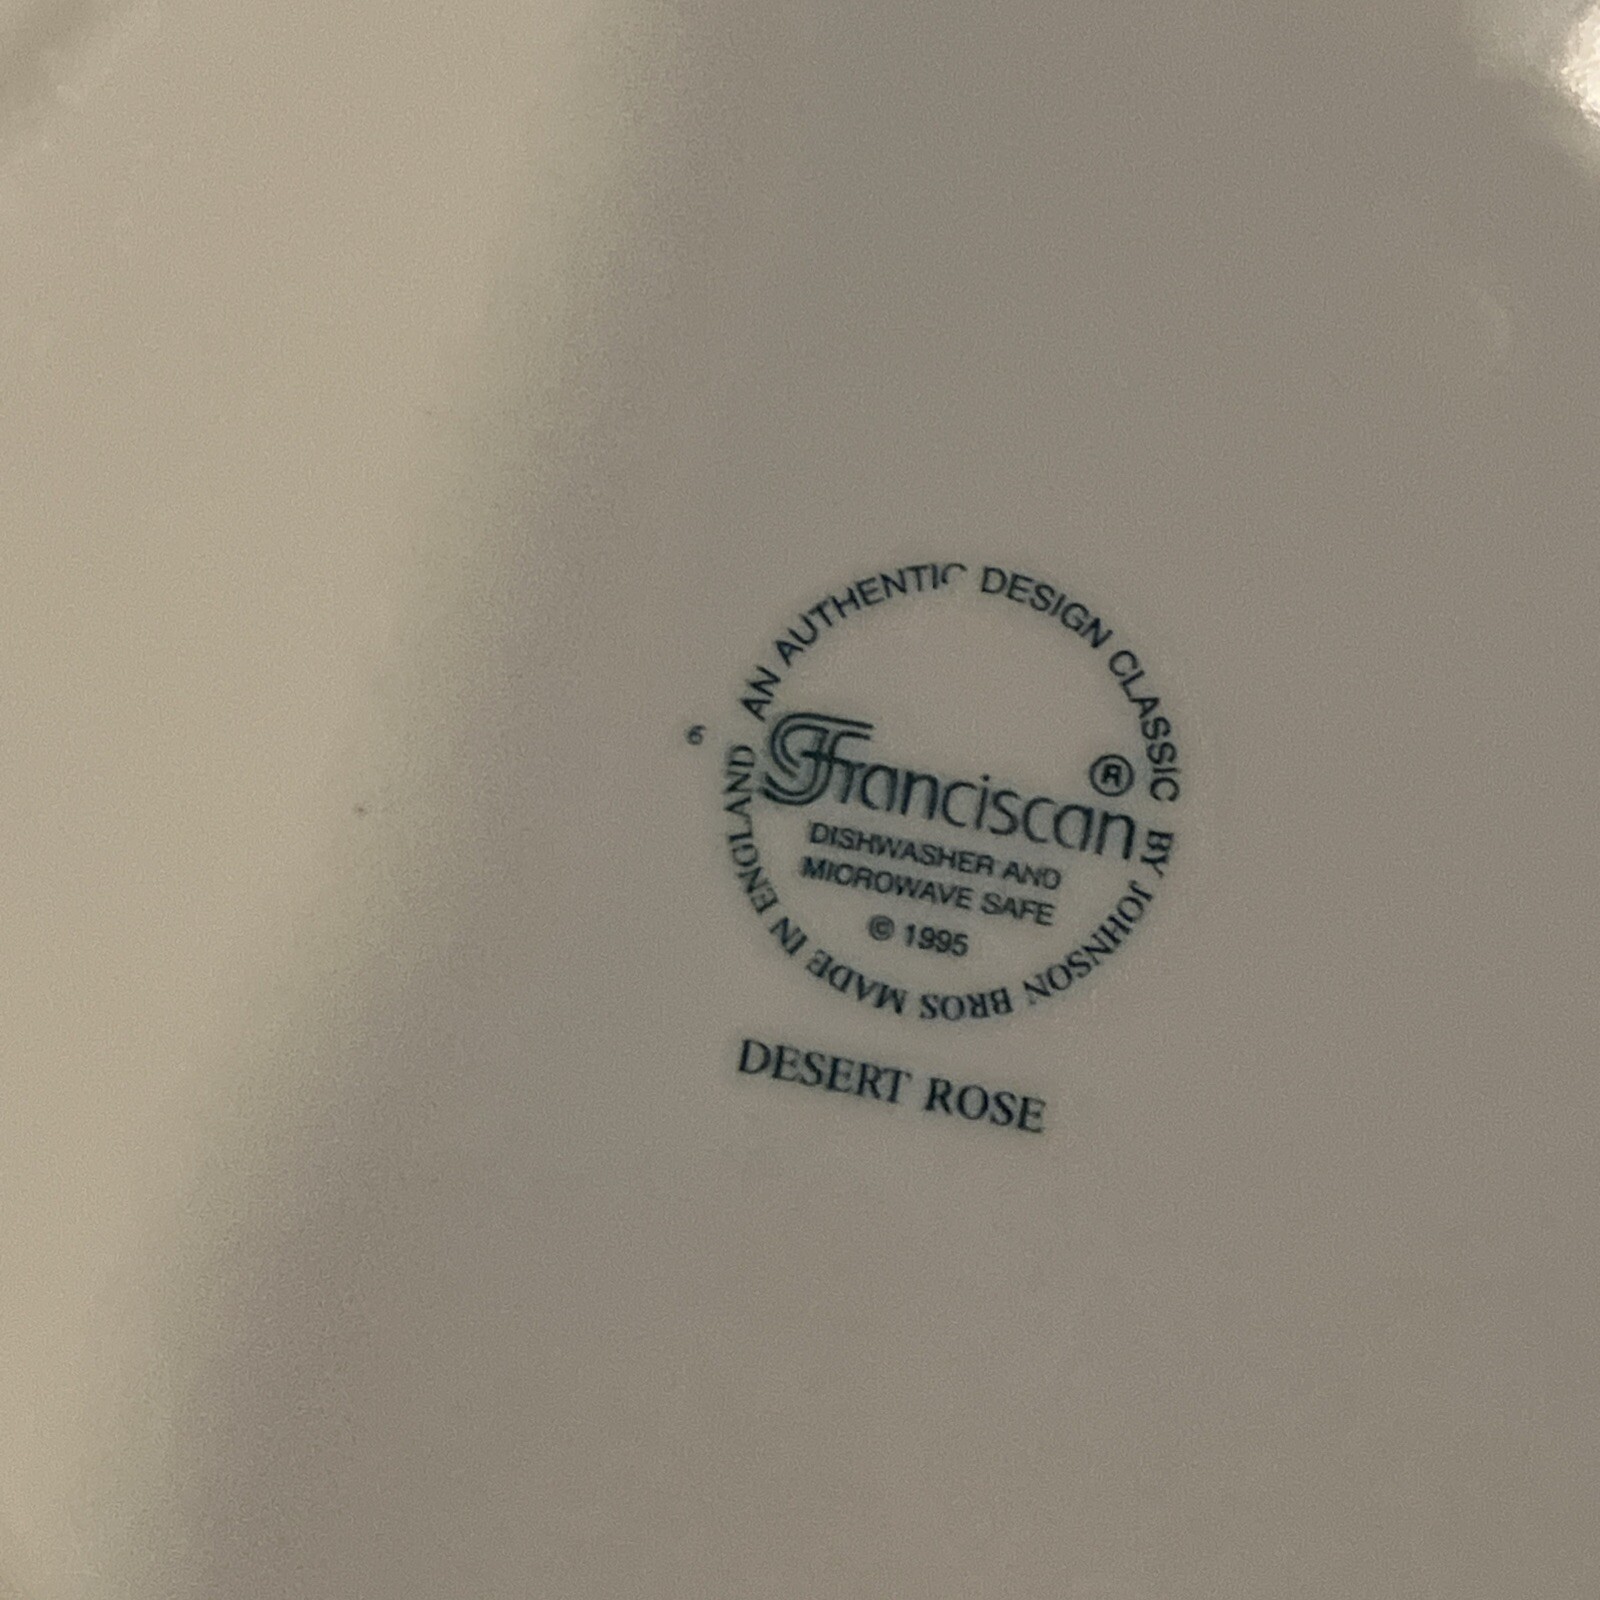 AN AUTHENTIC DESIGN CLASSIC BY JOHNSON BROS MADE IN ENGLAND
6
Franciscan ®
DISHWASHER AND
MICROWAVE SAFE
© 1995
DESERT ROSE